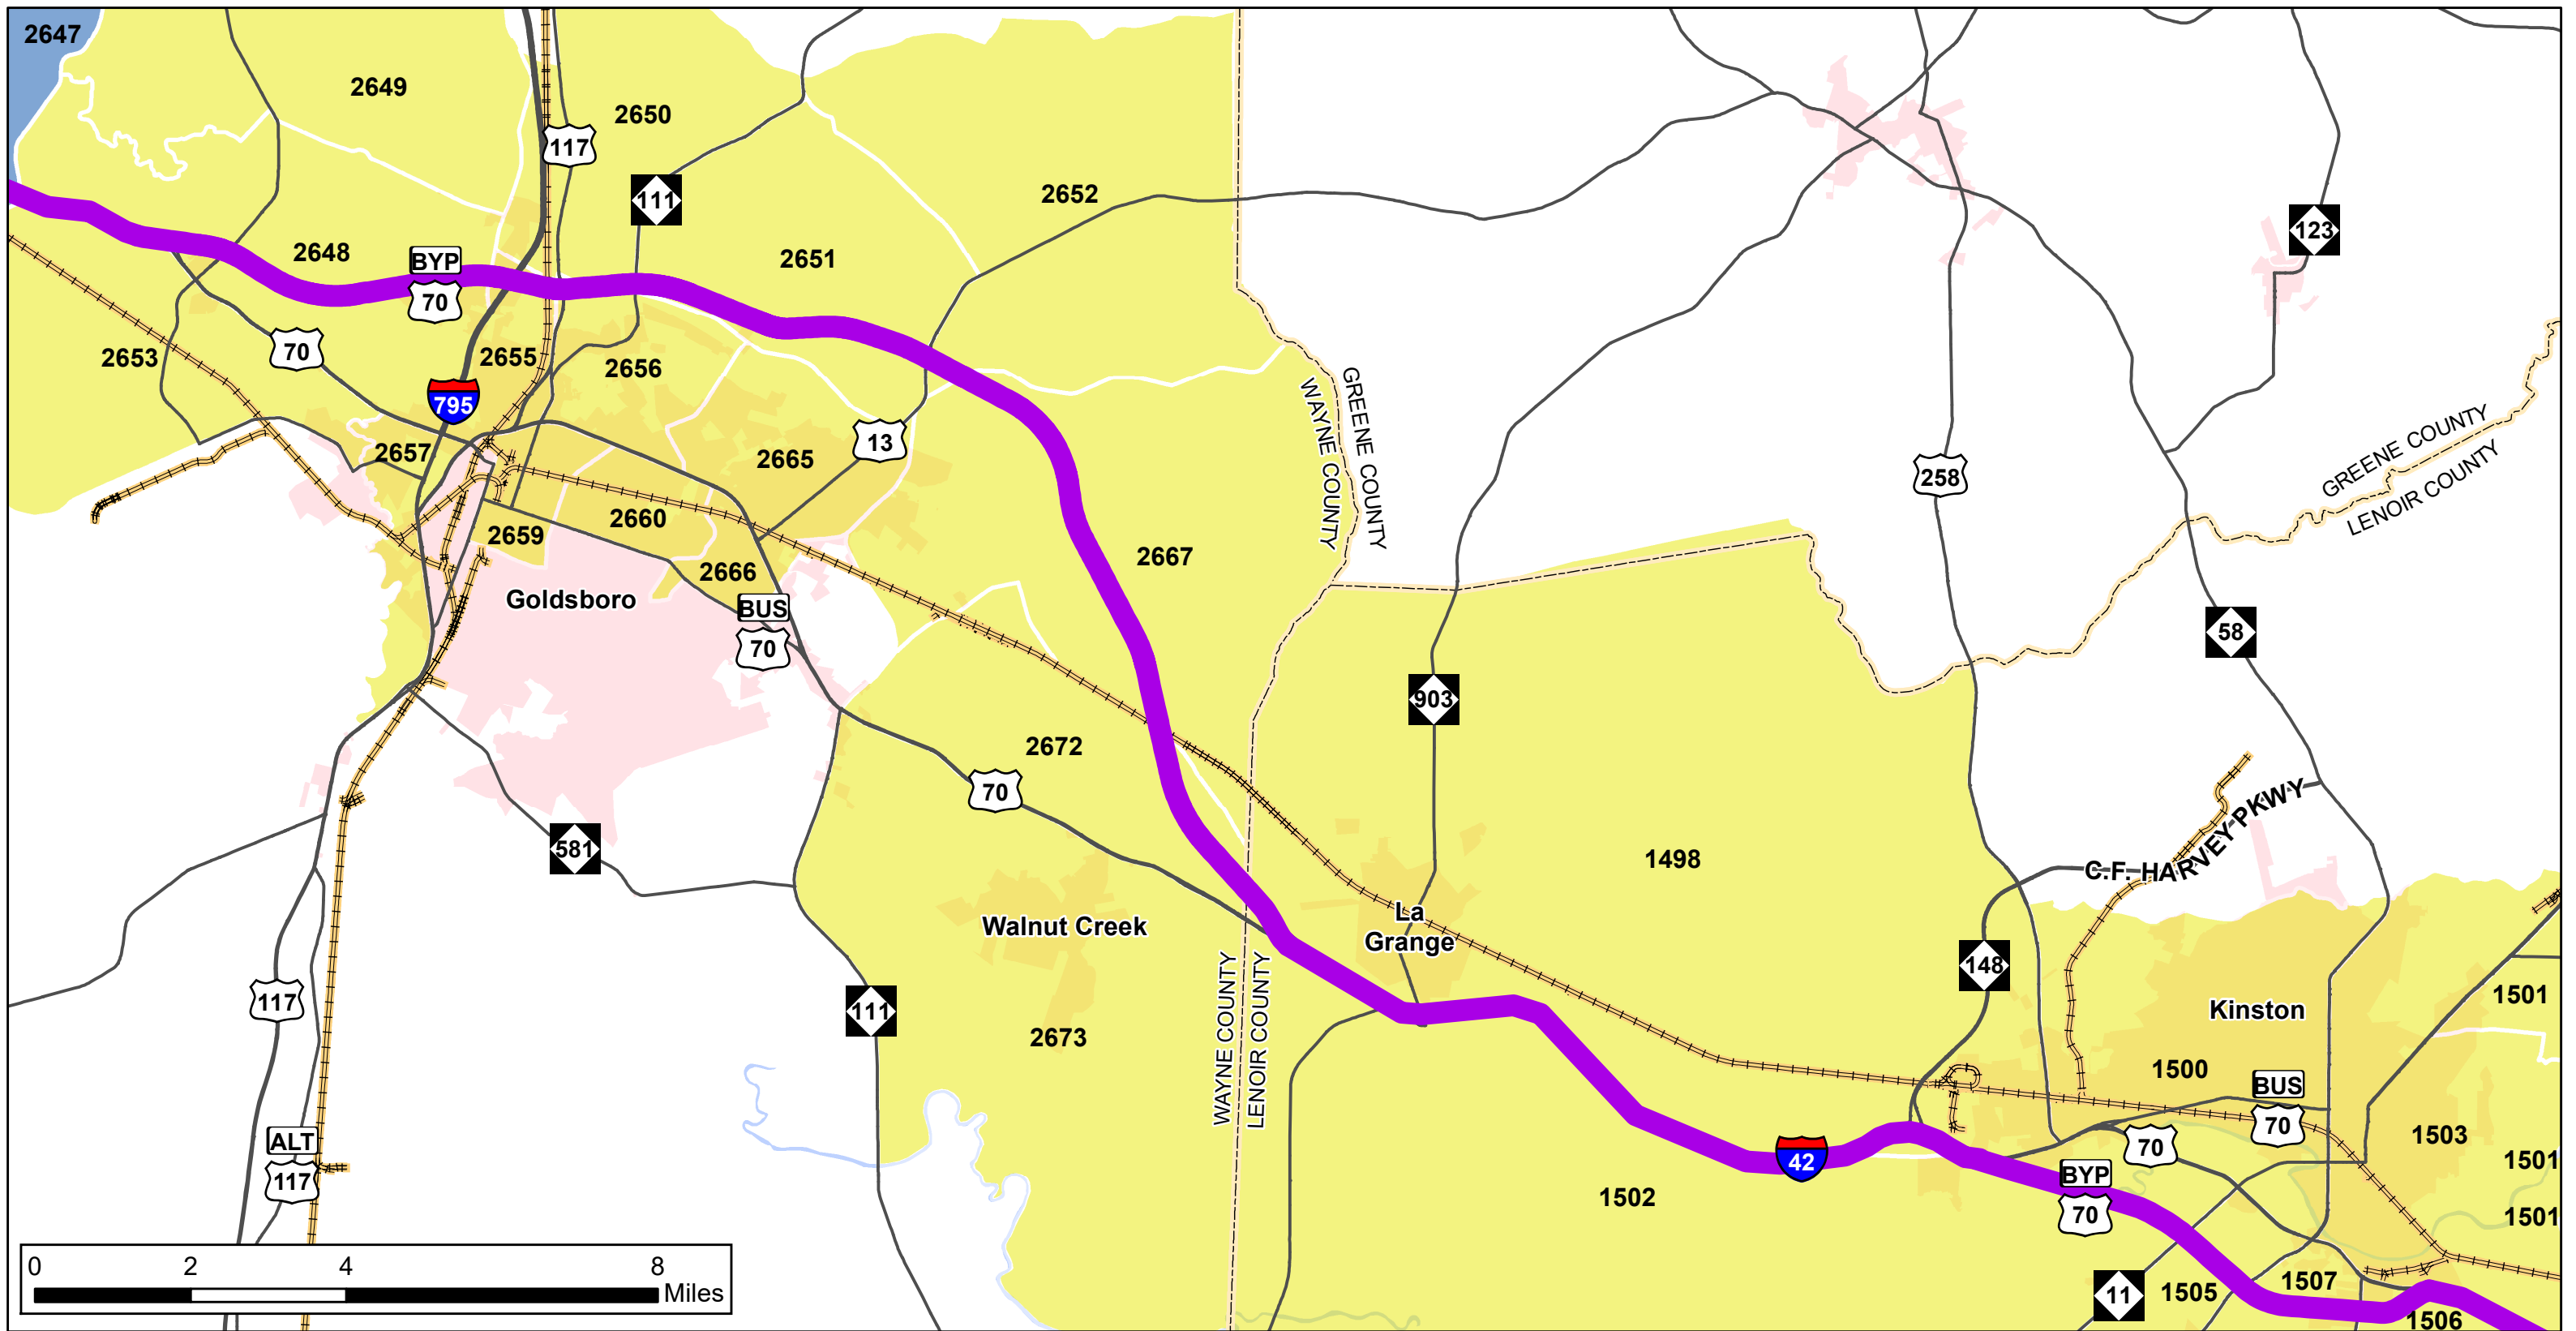 2647
2649
2650
117
111
2652
123
2648
BYP
70
2651
70
2653
2655
2656
795
13
2657
2665
WAYNE COUNTY
GREENE COUNTY
258
GREENE COUNTY
LENOIR COUNTY
2659
2660
2666
2667
Goldsboro
BUS
70
58
903
2672
70
C.F. HARVEY PKWY
581
1498
Walnut Creek
La
Grange
148
1501
117
111
2673
WAYNE COUNTY
LENOIR COUNTY
Kinston
1500
BUS
70
ALT
117
42
70
1503
1501
BYP
70
1502
1501
11
1505
1507
1506
0 2 4 8
Miles